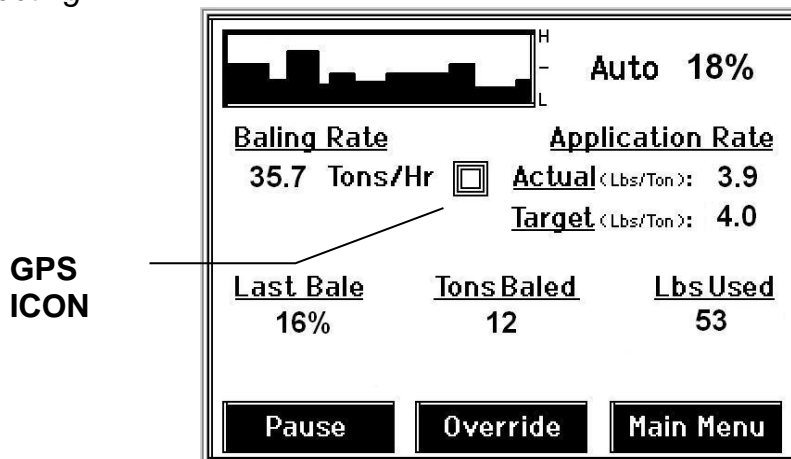 H
Auto 18%
L
Baling Rate Application Rate
35.7 Tons/Hr Actual (Lbs/Ton): 3.9
Target (Lbs/Ton): 4.0
GPS
ICON
Last Bale Tons Baled Lbs Used
16% 12 53
Pause Override Main Menu